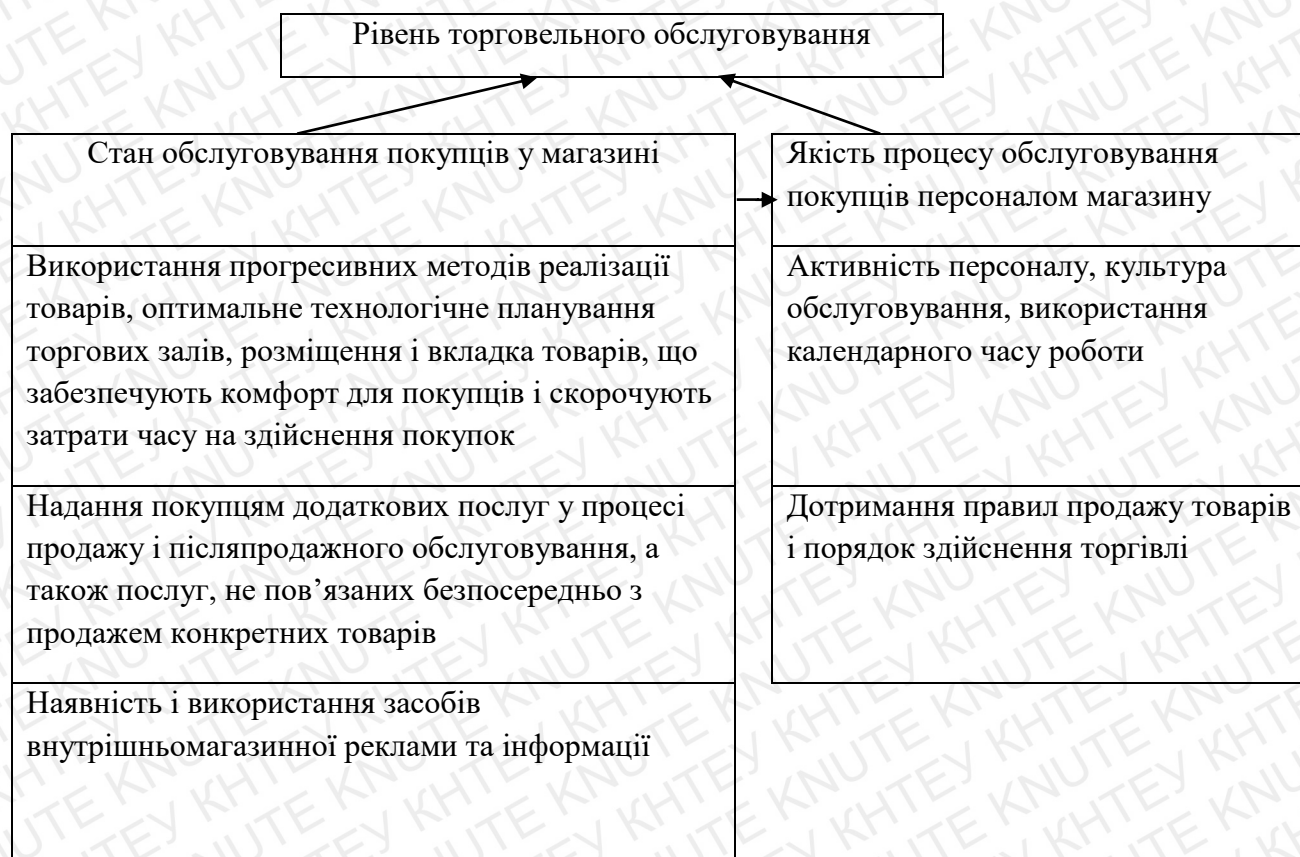 Рівень торговельного обслуговування
Стан обслуговування покупців у магазині
Використання прогресивних методів реалізації
товарів, оптимальне технологічне планування
торгових залів, розміщення і вкладка товарів, що
забезпечують комфорт для покупців і скорочують
затрати часу на здійснення покупок
Надання покупцям додаткових послуг у процесі
продажу і післяпродажного обслуговування, а
також послуг, не пов’язаних безпосередньо з
продажем конкретних товарів
Наявність і використання засобів
внутрішньомагазинної реклами та інформації
Якість процесу обслуговування
покупців персоналом магазину
Активність персоналу, культура
обслуговування, використання
календарного часу роботи
Дотримання правил продажу товарів
і порядок здійснення торгівлі